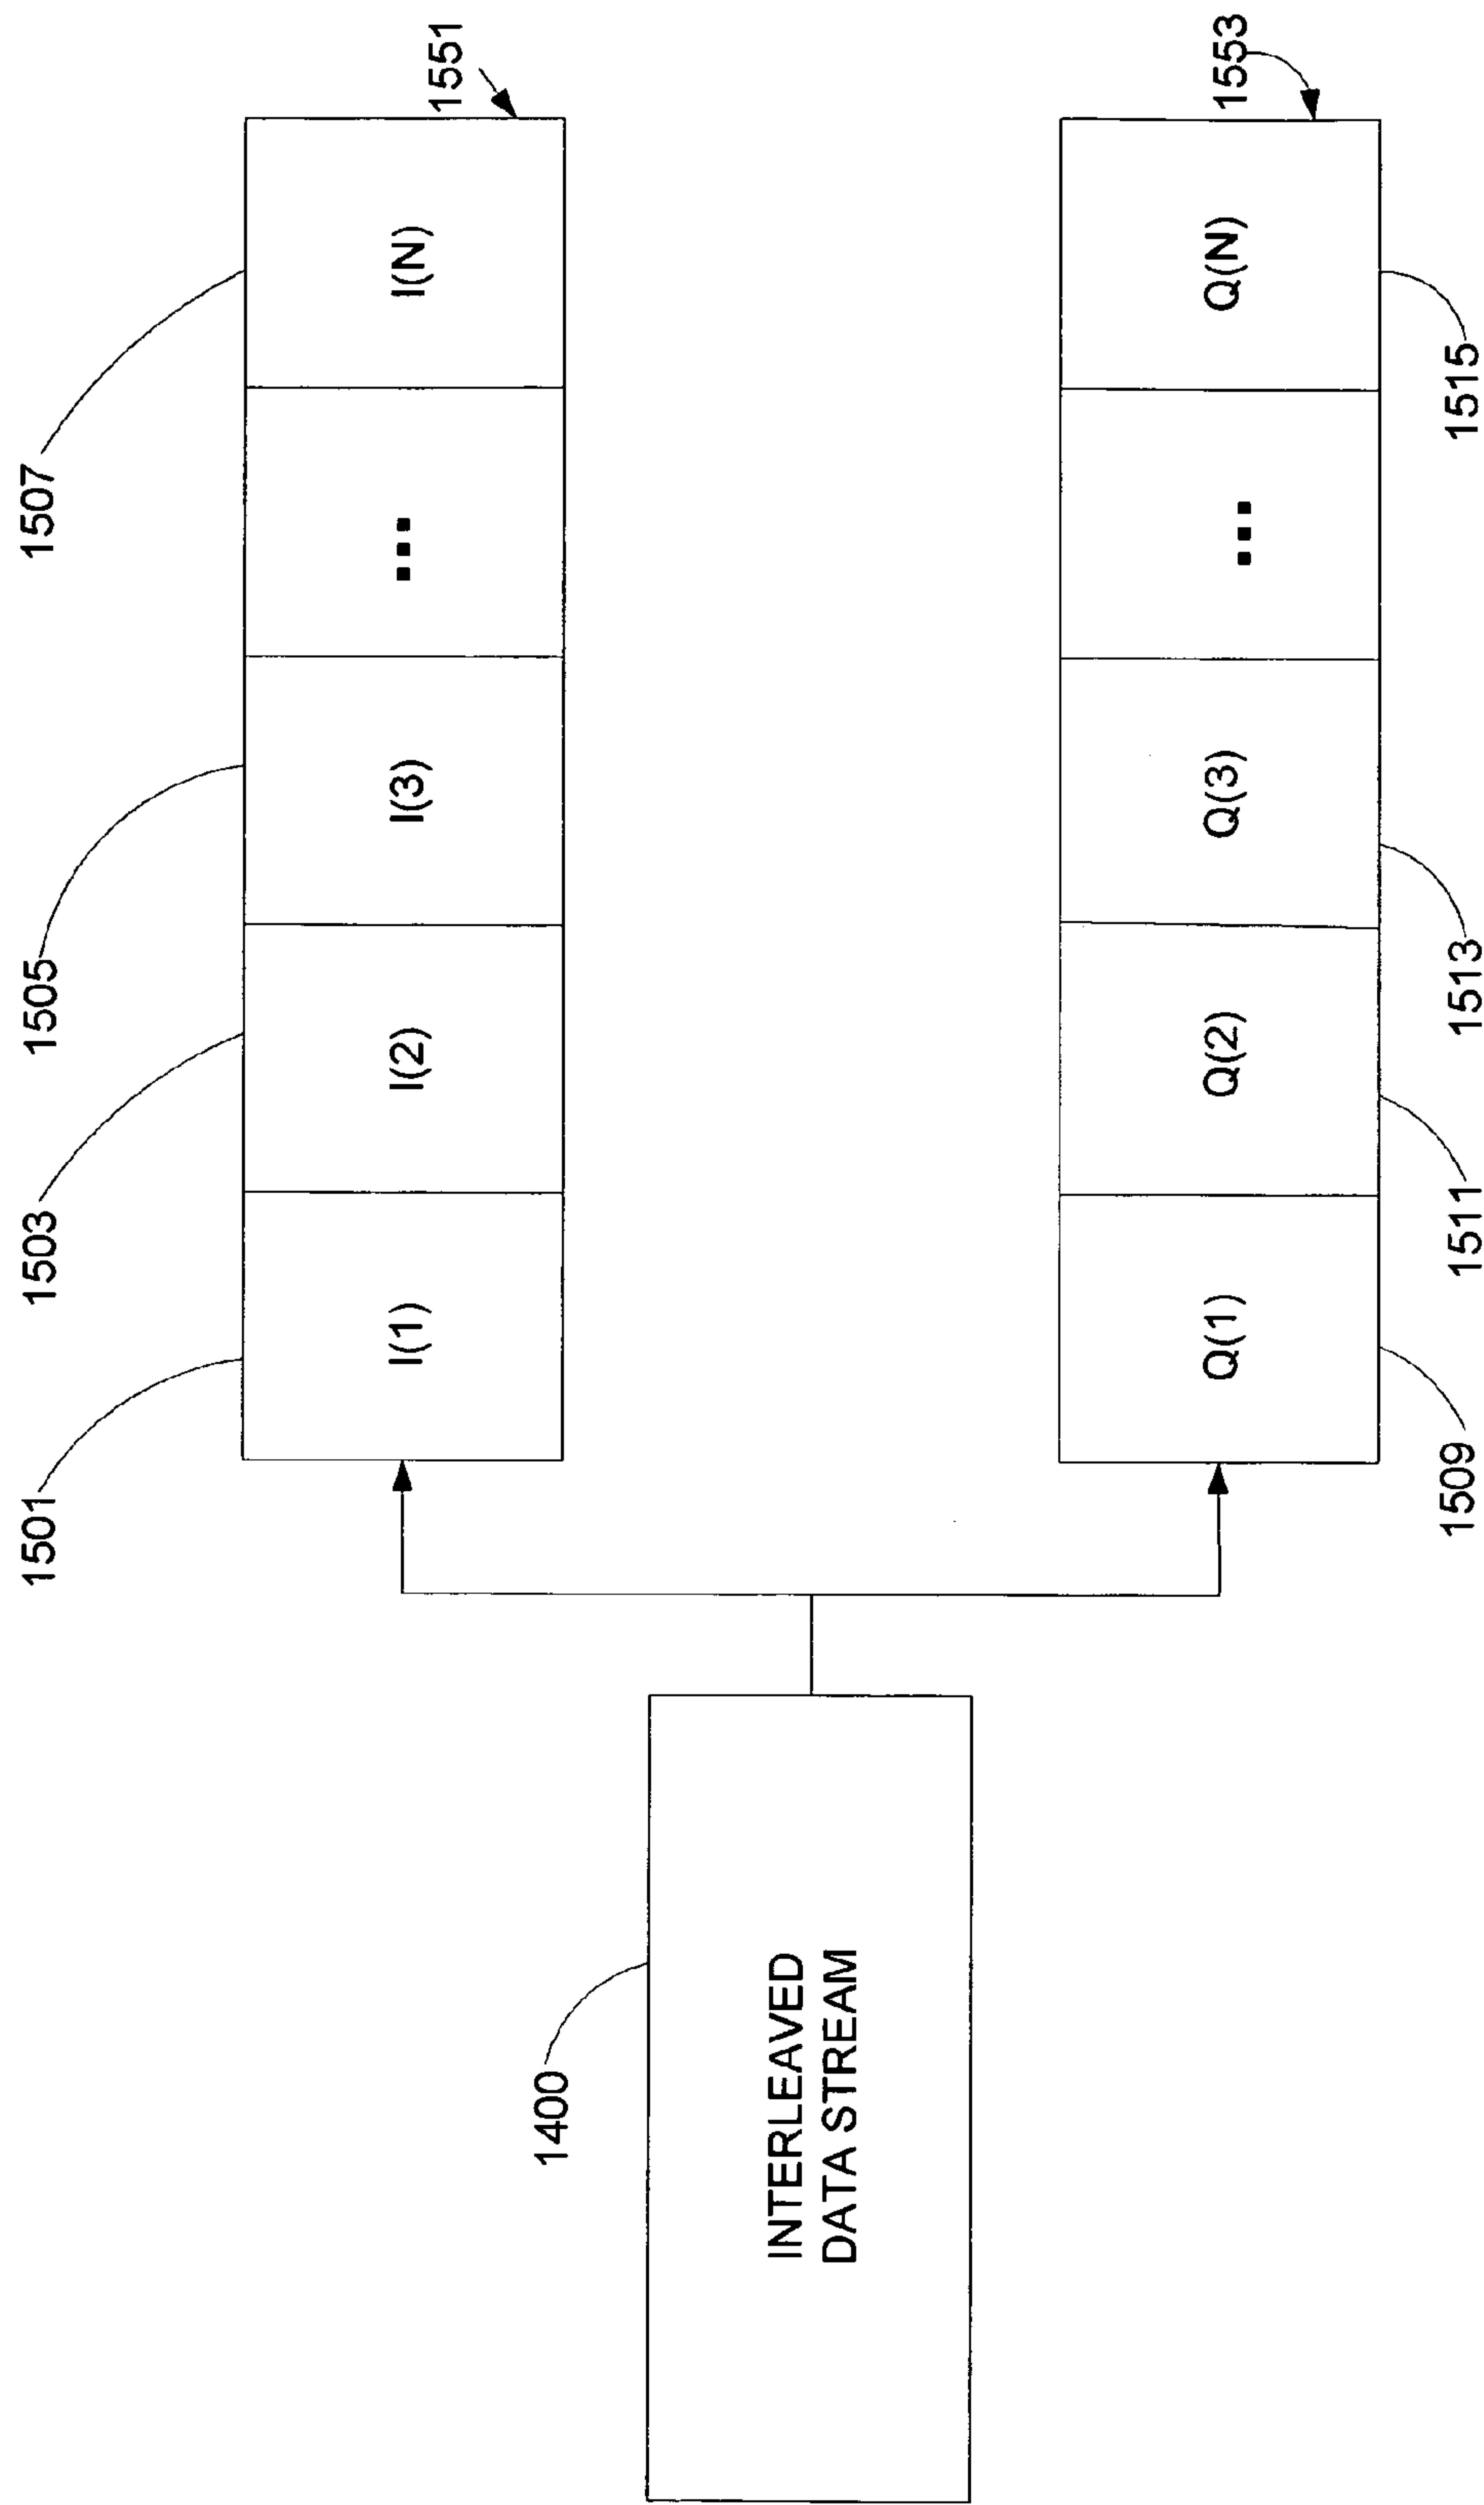 1501
1503
1505
1507
1551
I(1)
I(2)
I(3)
...
I(N)
1400
INTERLEAVED
DATA STREAM
1553
Q(1)
Q(2)
Q(3)
...
Q(N)
1509
1511
1513
1515